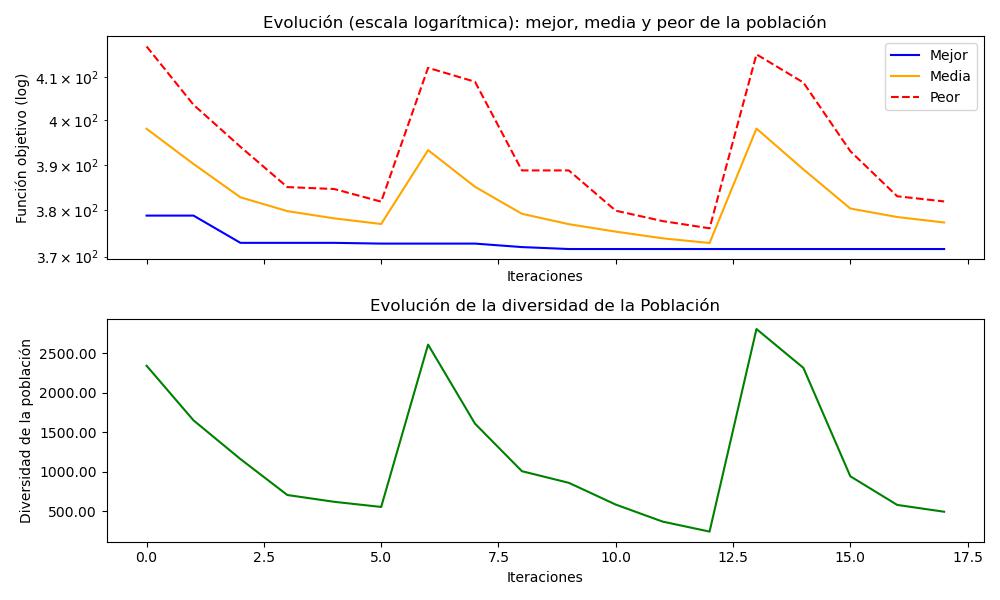 Evolución (escala logarítmica): mejor, media y peor de la población
Función objetivo (log)
4.1 × 10²
4 × 10²
3.9 × 10²
3.8 × 10²
3.7 × 10²
Mejor
Media
Peor
Iteraciones
Evolución de la diversidad de la Población
Diversidad de la población
2500.00
2000.00
1500.00
1000.00
500.00
0.0 2.5 5.0 7.5 10.0 12.5 15.0 17.5
Iteraciones